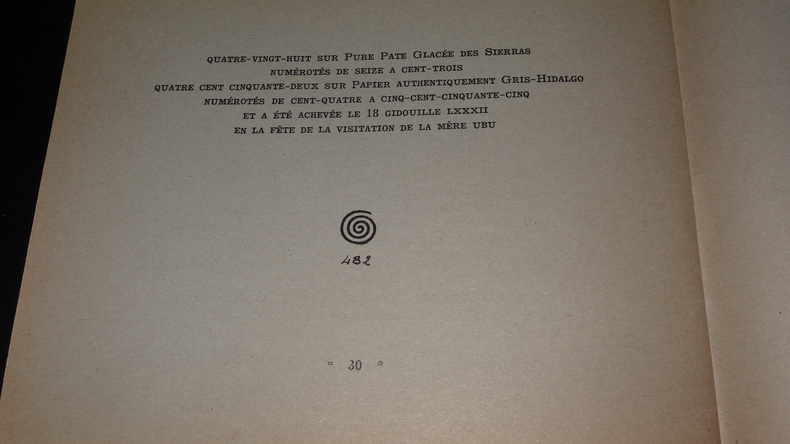 QUATRE-VINGT-HUIT SUR PURE PATE GLACÉE DES SIERRAS
NUMÉROTÉS DE SEIZE A CENT-TROIS
QUATRE CENT CINQUANTE-DEUX SUR PAPIER AUTHENTIQUEMENT GRIS-HIDALGO
NUMÉROTÉS DE CENT-QUATRE A CINQ-CENT-CINQUANTE-CINQ
ET A ÉTÉ ACHEVÉE LE 18 GIDOUILLE LXXXII
EN LA FÊTE DE LA VISITATION DE LA MÈRE UBU
432
30